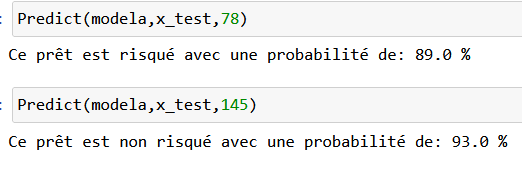 Predict(modela,x_test,78)
Ce prêt est risqué avec une probabilité de: 89.0 %
Predict(modela,x_test,145)
Ce prêt est non risqué avec une probabilité de: 93.0 %